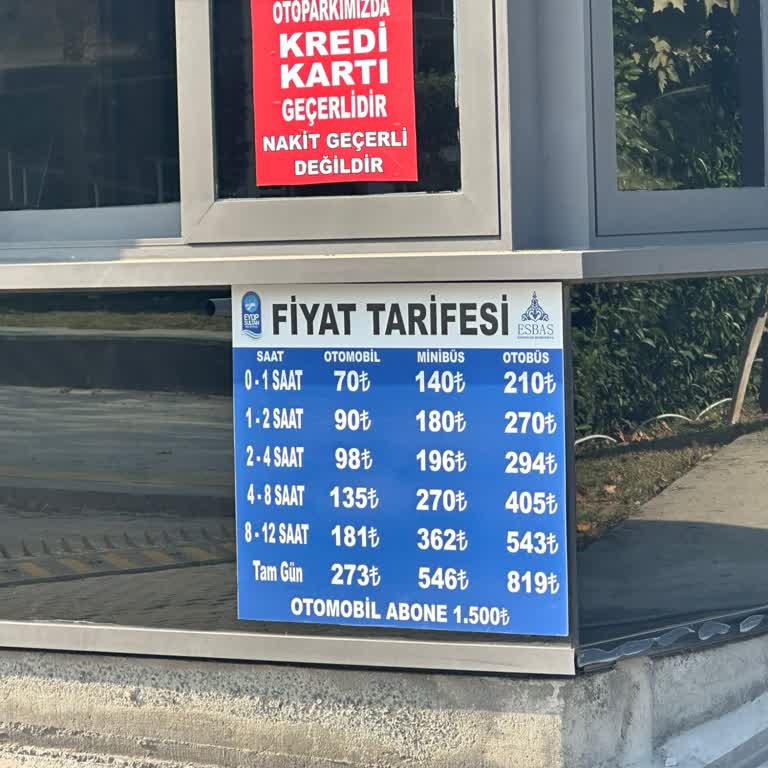 OTOPARKIMIZDA
KREDİ
KARTI
GEÇERLİDİR
NAKİT GEÇERLİ
DEĞİLDİR
EYÜP SULTAN
FİYAT TARİFESİ
ESBAŞ
SAAT OTOMOBİL MİNİBÜS OTOBÜS
0 - 1 SAAT 70₺ 140₺ 210₺
1 - 2 SAAT 90₺ 180₺ 270₺
2 - 4 SAAT 98₺ 196₺ 294₺
4 - 8 SAAT 135₺ 270₺ 405₺
8 - 12 SAAT 181₺ 362₺ 543₺
Tam Gün 273₺ 546₺ 819₺
OTOMOBİL ABONE 1.500₺